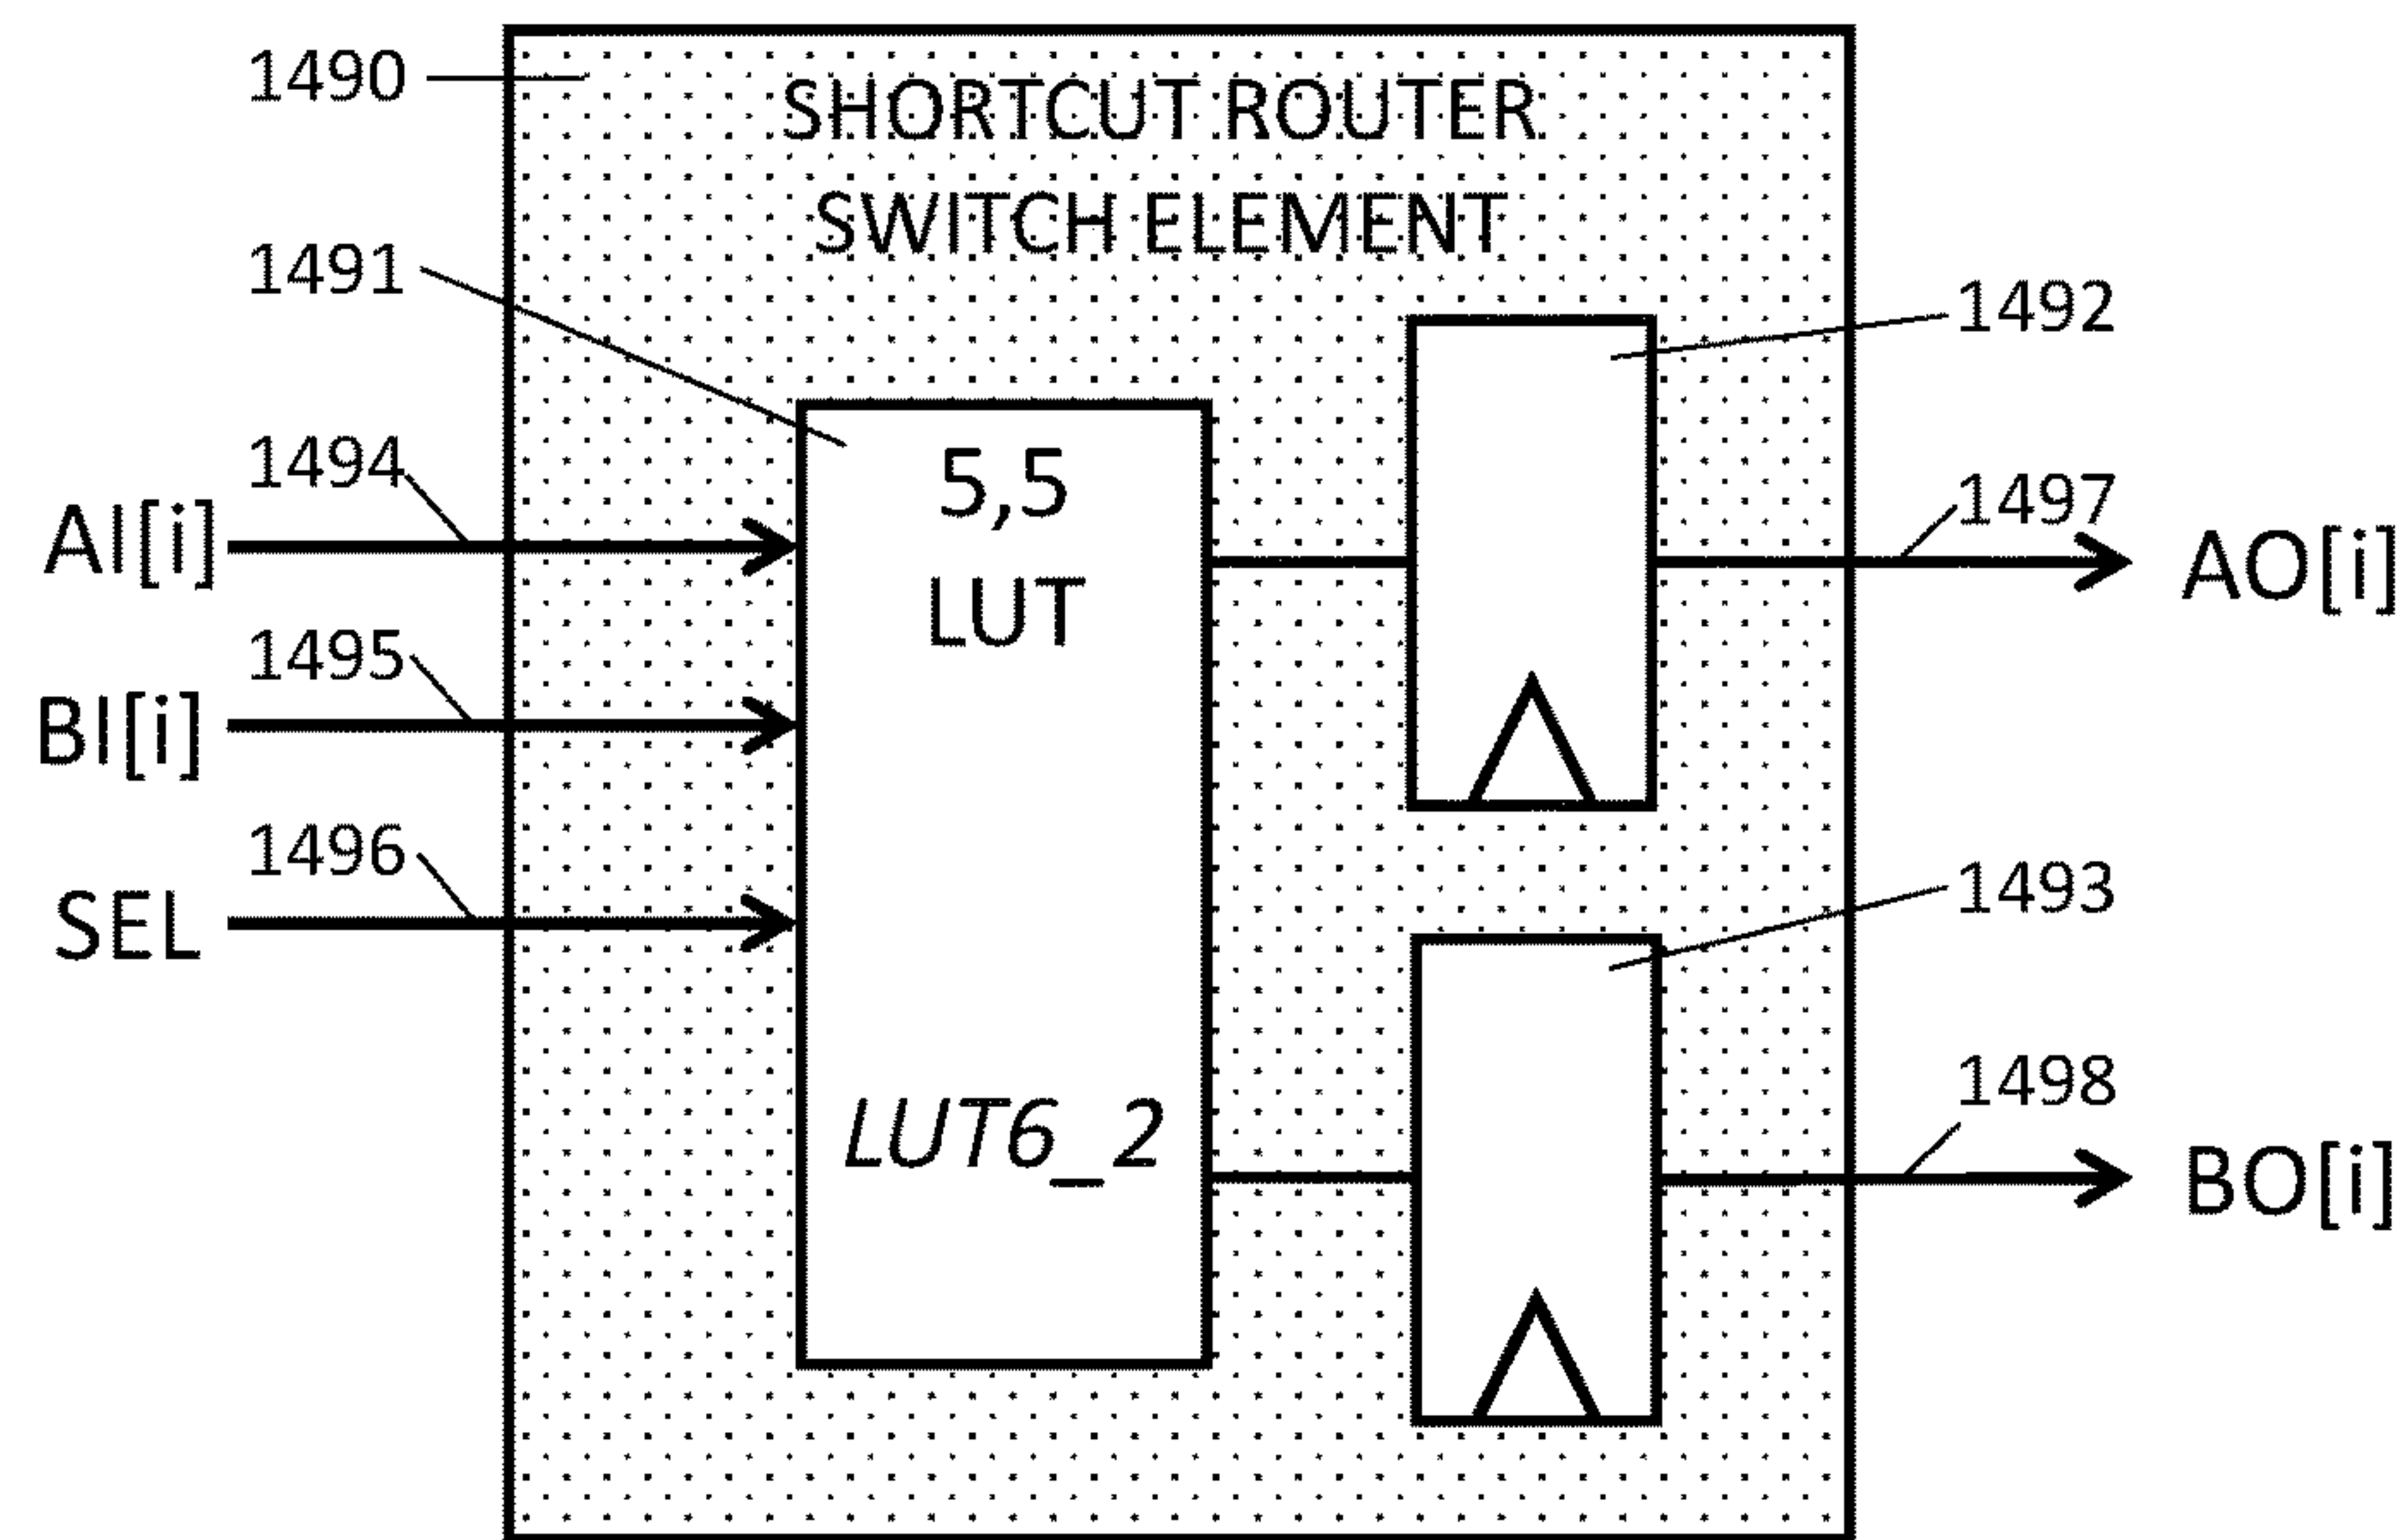 1490
SHORTCUT ROUTER
SWITCH ELEMENT
1491
1492
1494
5,5
LUT
1497
AI[i]
AO[i]
1495
BI[i]
1496
1493
SEL
LUT6_2
1498
BO[i]